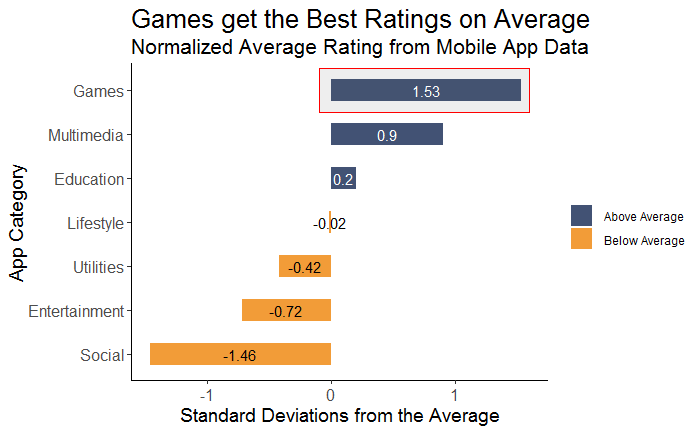 Games get the Best Ratings on Average
Normalized Average Rating from Mobile App Data
App Category
Games
1.53
Multimedia
0.9
Education
0.2
Lifestyle
-0.02
Utilities
-0.42
Entertainment
-0.72
Social
-1.46
-1 0 1
Standard Deviations from the Average
Above Average
Below Average